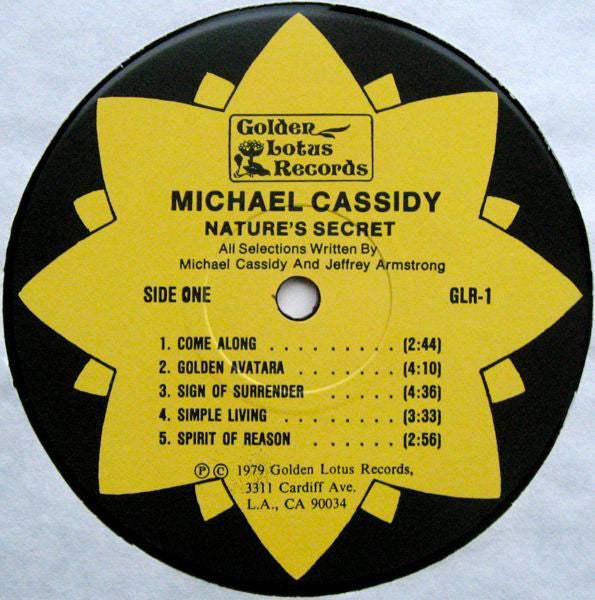 Golden
Lotus
Records
MICHAEL CASSIDY
NATURE'S SECRET
All Selections Written By
Michael Cassidy And Jeffrey Armstrong
SIDE ONE GLR-1
1. COME ALONG . . . . . . . . . . (2:44)
2. GOLDEN AVATARA . . . . . . . . (4:10)
3. SIGN OF SURRENDER . . . . . . (4:36)
4. SIMPLE LIVING . . . . . . . . . (3:33)
5. SPIRIT OF REASON . . . . . . (2:56)
℗ © 1979 Golden Lotus Records,
3311 Cardiff Ave.
L.A., CA 90034